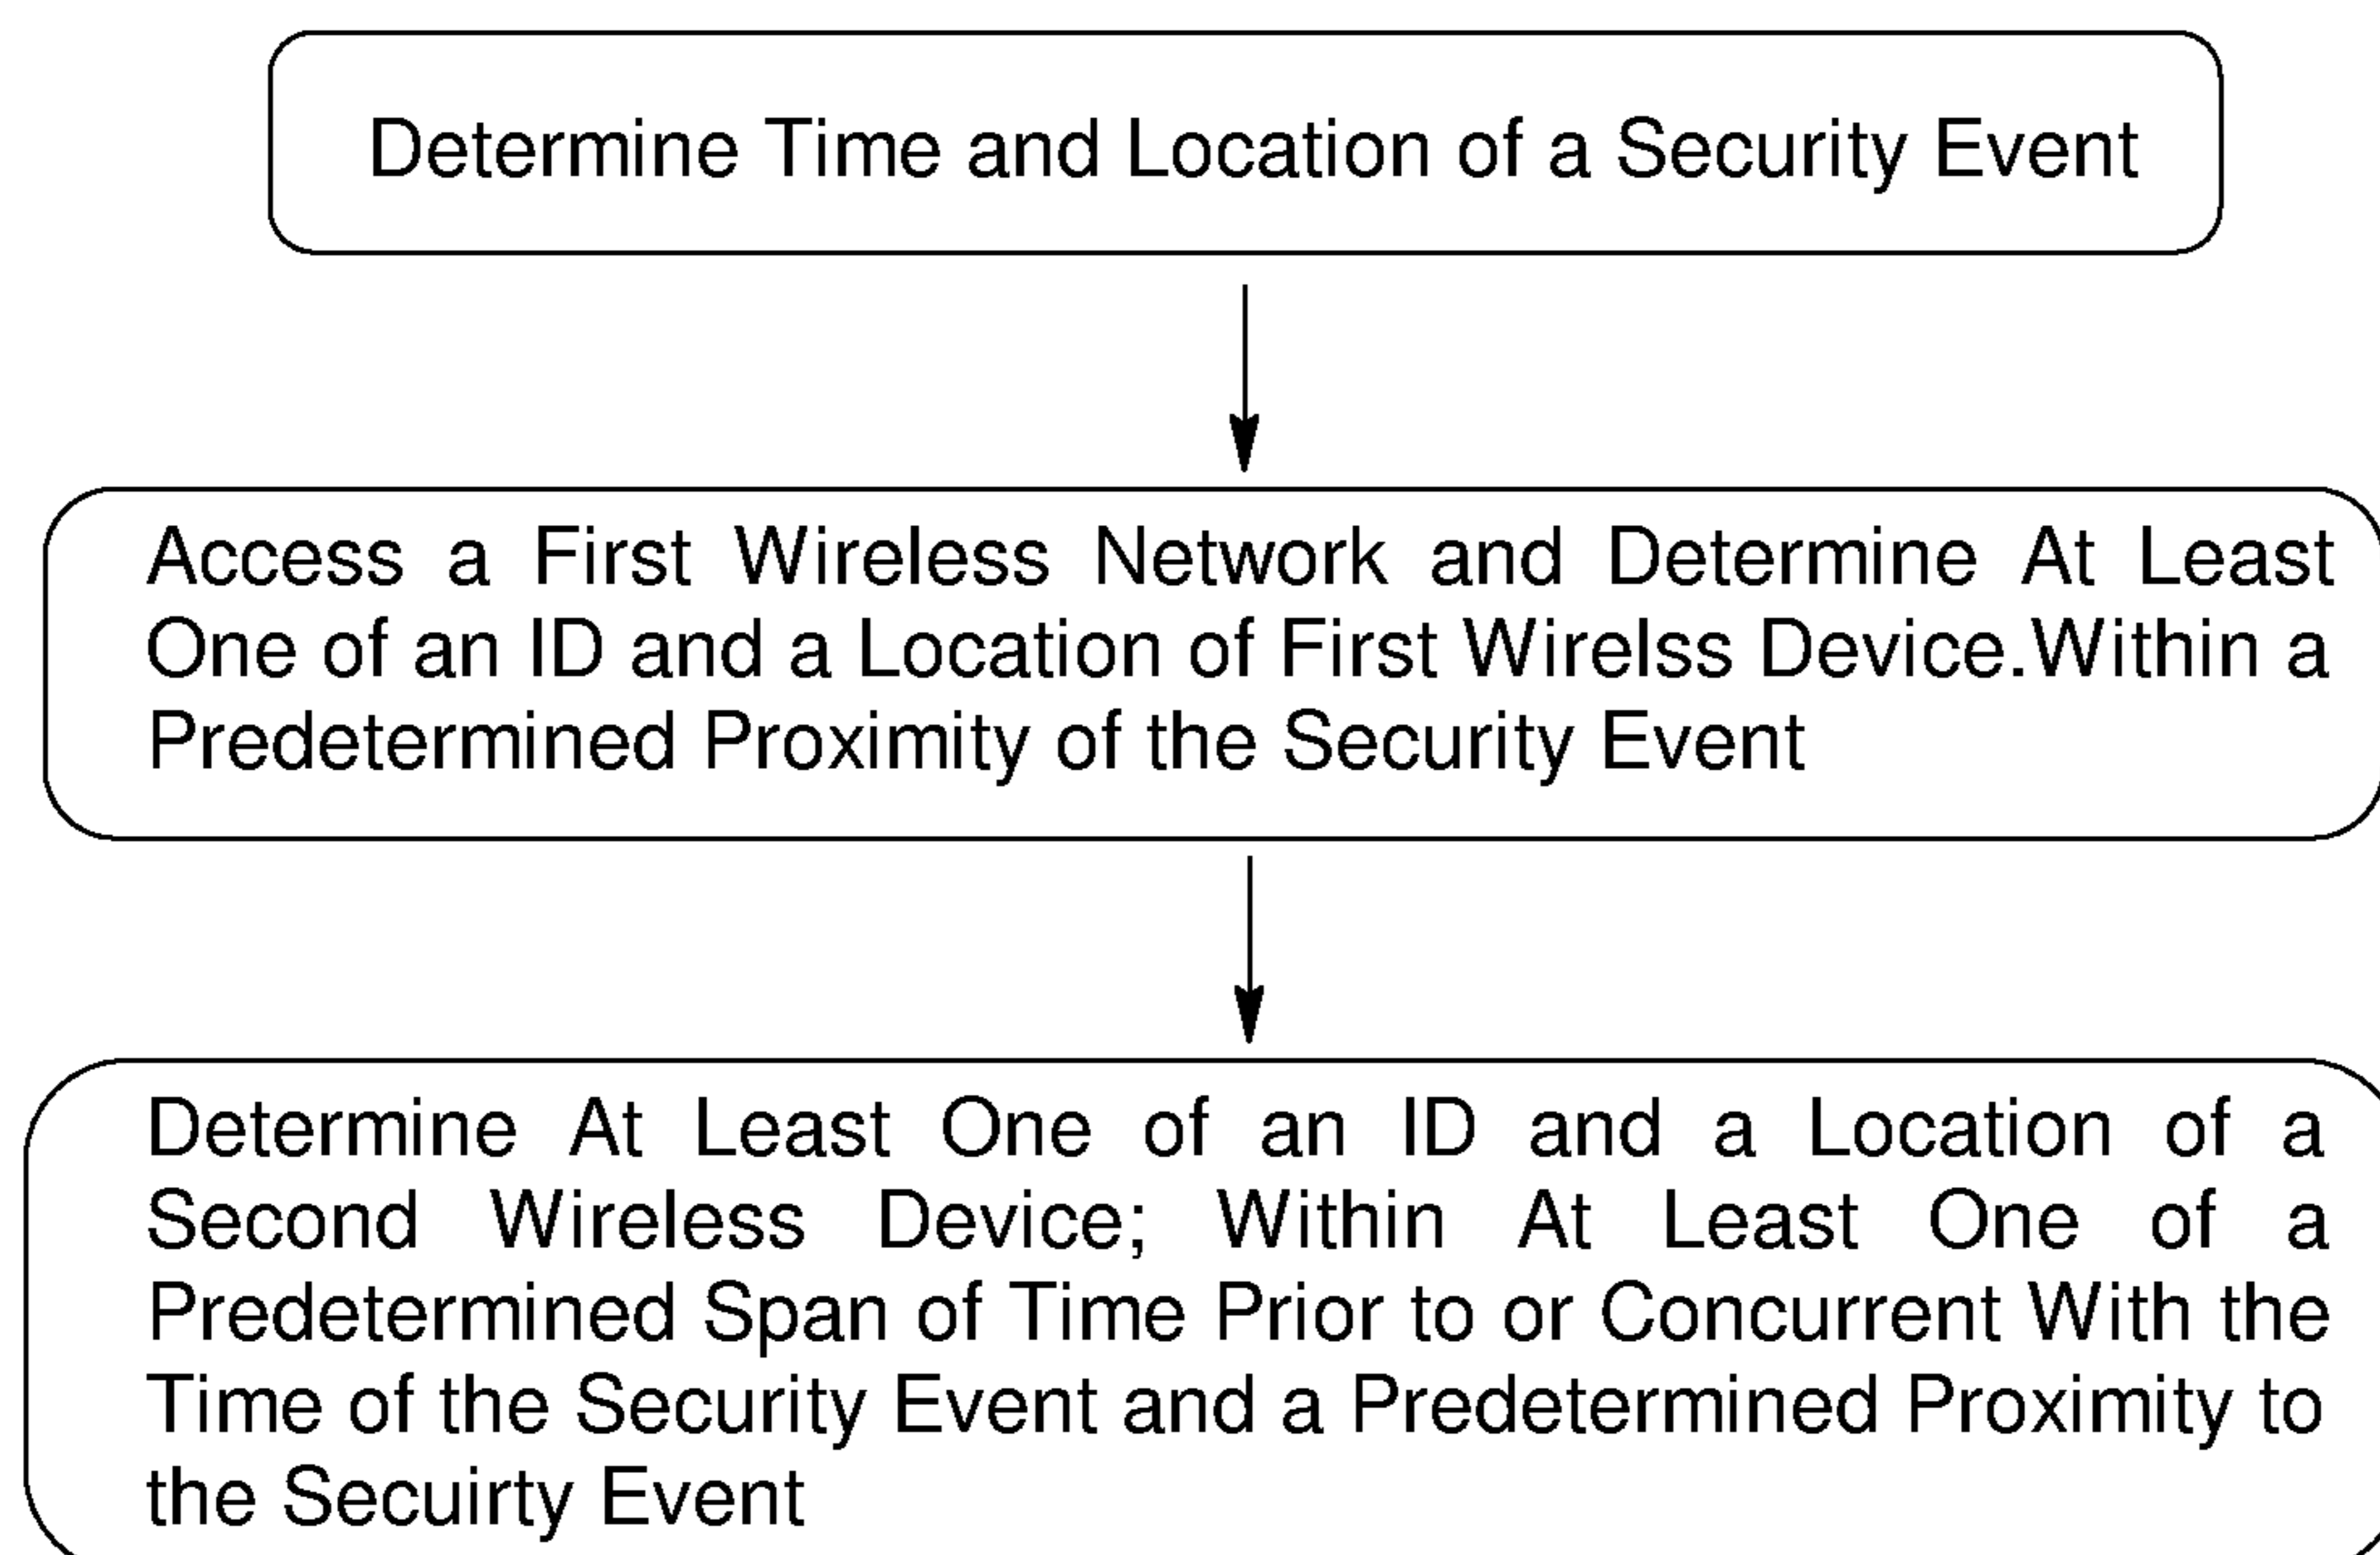 Determine Time and Location of a Security Event
Access a First Wireless Network and Determine At Least
One of an ID and a Location of First Wirelss Device.Within a
Predetermined Proximity of the Security Event
Determine At Least One of an ID and a Location of a
Second Wireless Device; Within At Least One of a
Predetermined Span of Time Prior to or Concurrent With the
Time of the Security Event and a Predetermined Proximity to
the Secuirty Event